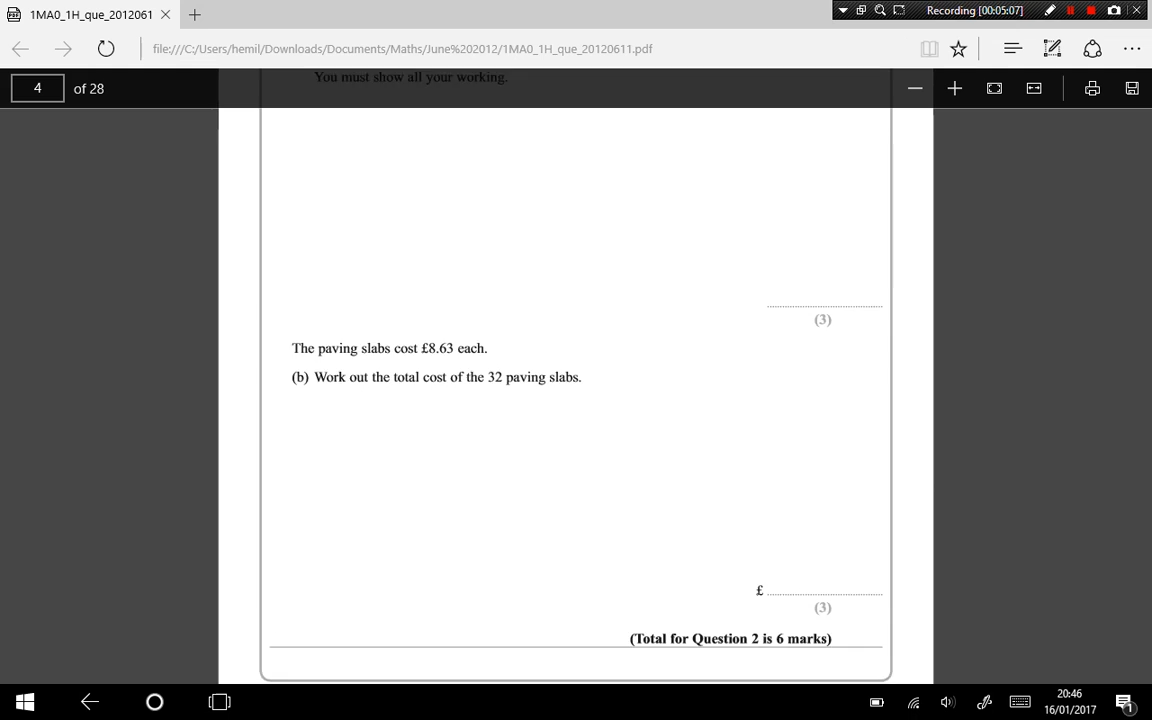 1MA0_1H_que_2012061
Recording [00:05:07]
file:///C:/Users/hemil/Downloads/Documents/Maths/June%202012/1MA0_1H_que_20120611.pdf
4 of 28
You must show all your working.
(3)
The paving slabs cost £8.63 each.
(b) Work out the total cost of the 32 paving slabs.
£
(3)
(Total for Question 2 is 6 marks)
20:46
16/01/2017
1